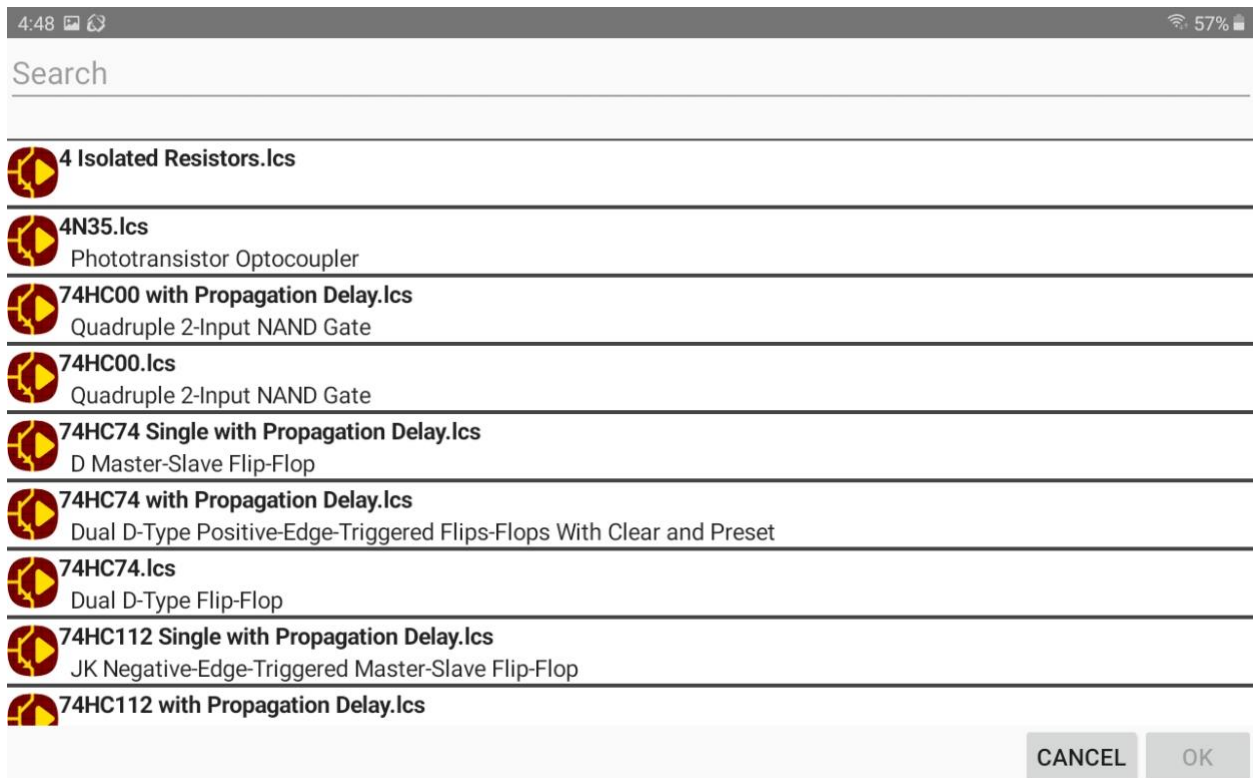 4:48 57%
Search
4 Isolated Resistors.lcs
4N35.lcs
Phototransistor Optocoupler
74HC00 with Propagation Delay.lcs
Quadruple 2-Input NAND Gate
74HC00.lcs
Quadruple 2-Input NAND Gate
74HC74 Single with Propagation Delay.lcs
D Master-Slave Flip-Flop
74HC74 with Propagation Delay.lcs
Dual D-Type Positive-Edge-Triggered Flips-Flops With Clear and Preset
74HC74.lcs
Dual D-Type Flip-Flop
74HC112 Single with Propagation Delay.lcs
JK Negative-Edge-Triggered Master-Slave Flip-Flop
74HC112 with Propagation Delay.lcs
CANCEL OK